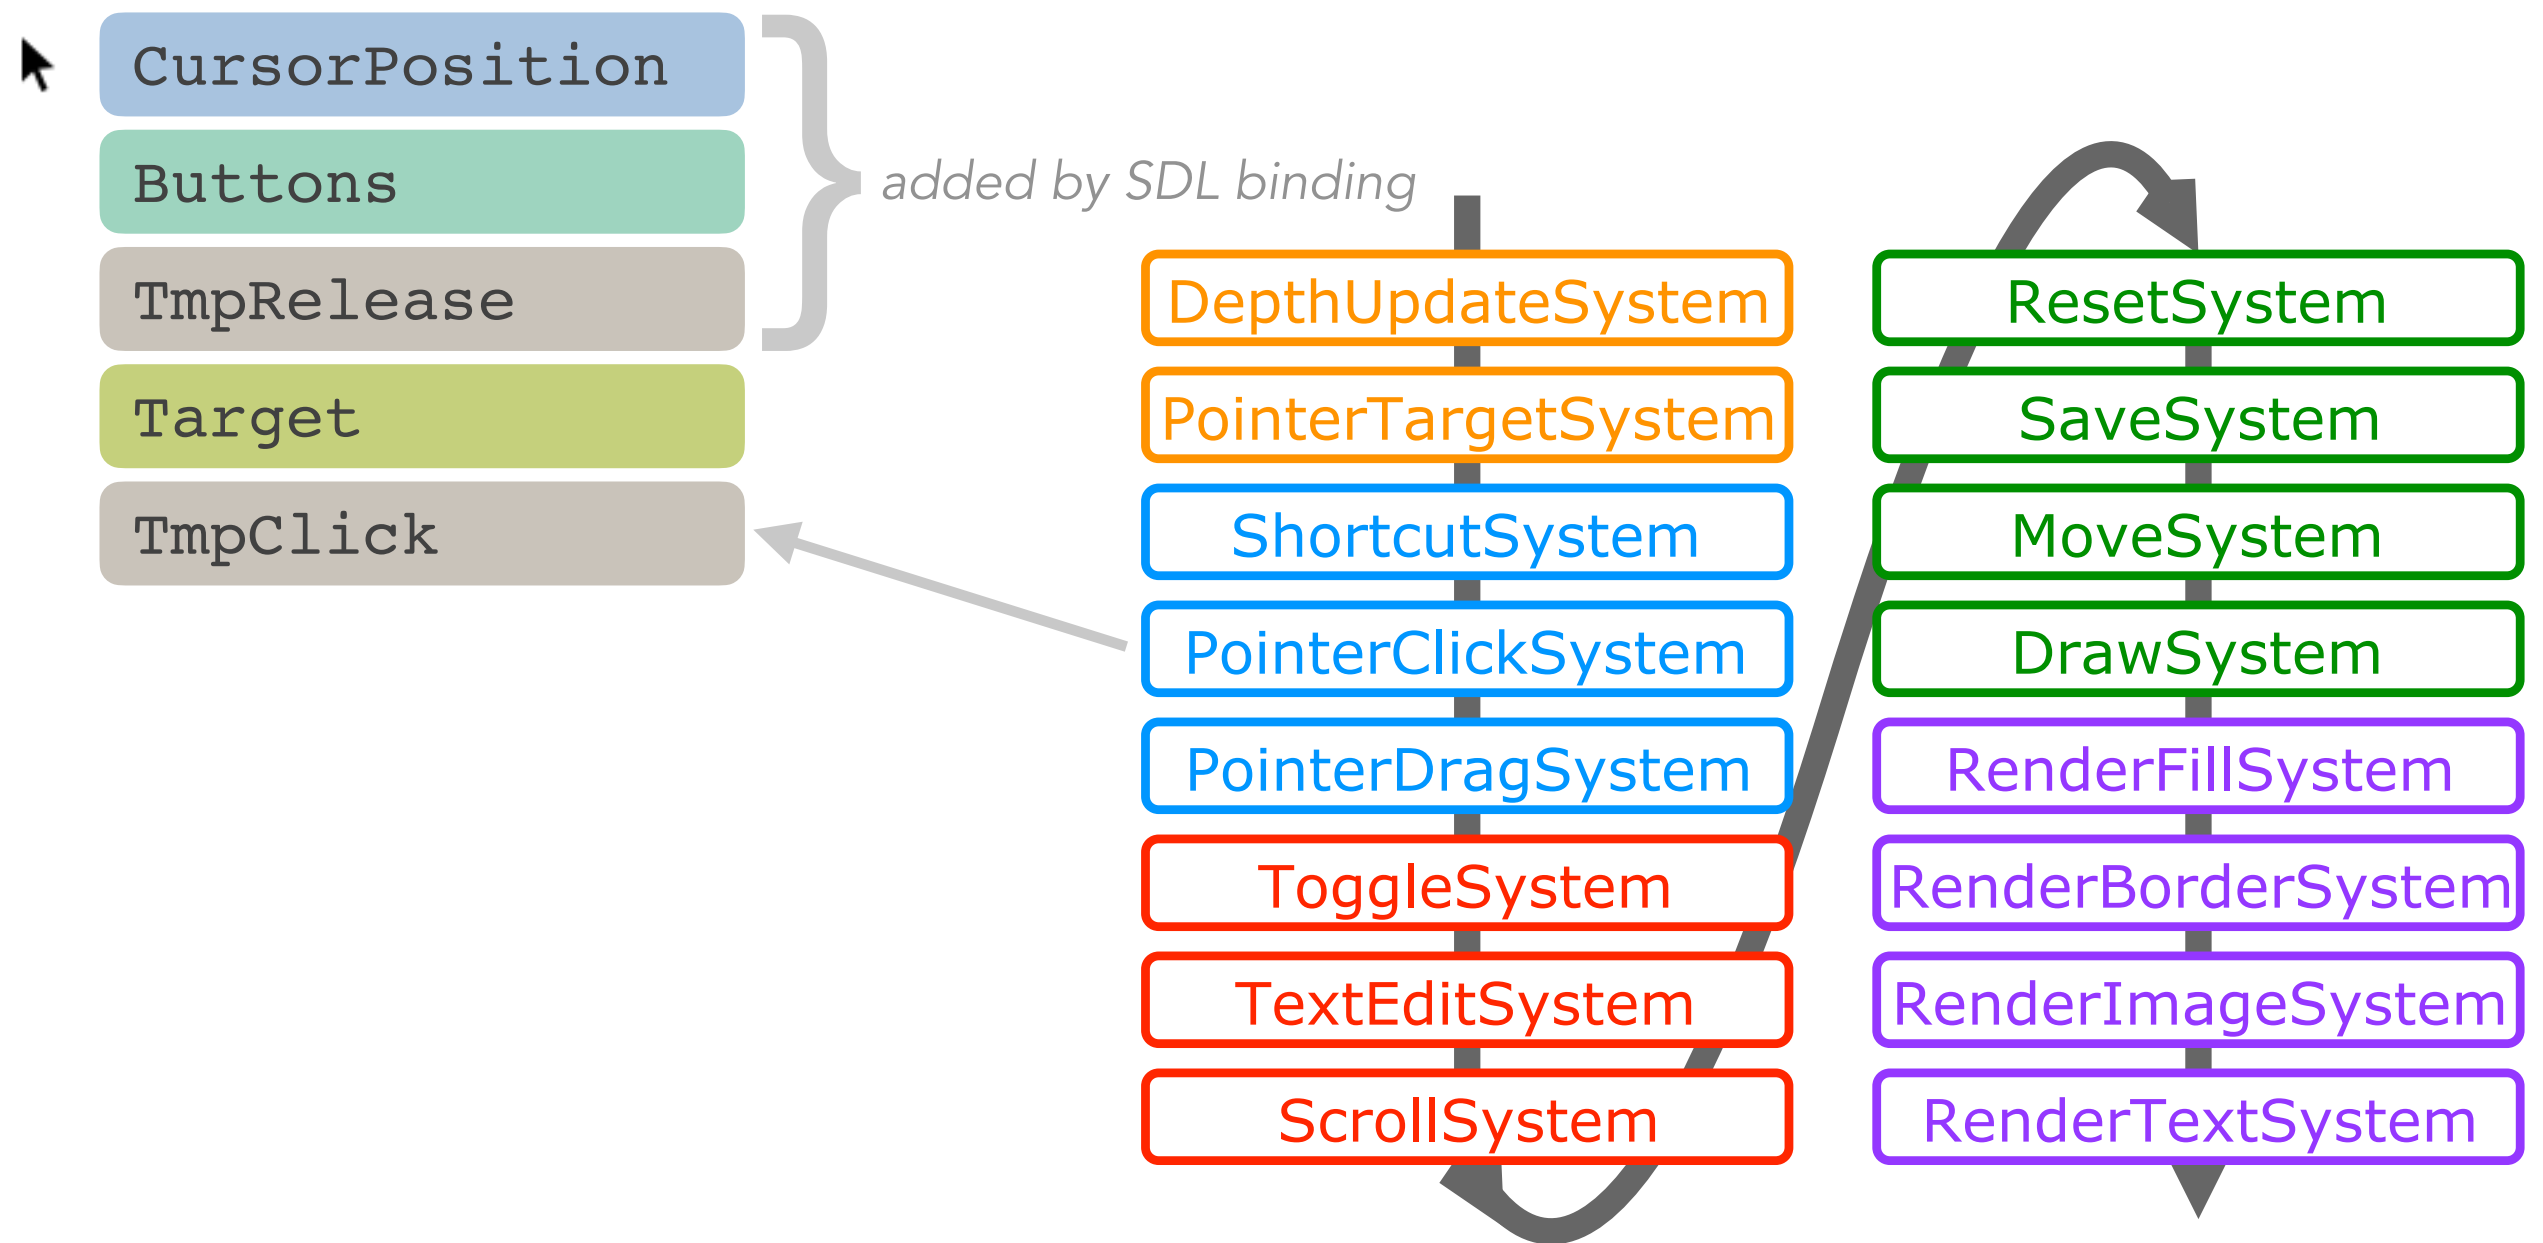 CursorPosition
Buttons
TmpRelease
Target
TmpClick
added by SDL binding
DepthUpdateSystem
PointerTargetSystem
ShortcutSystem
PointerClickSystem
PointerDragSystem
ToggleSystem
TextEditSystem
ScrollSystem
ResetSystem
SaveSystem
MoveSystem
DrawSystem
RenderFillSystem
RenderBorderSystem
RenderImageSystem
RenderTextSystem